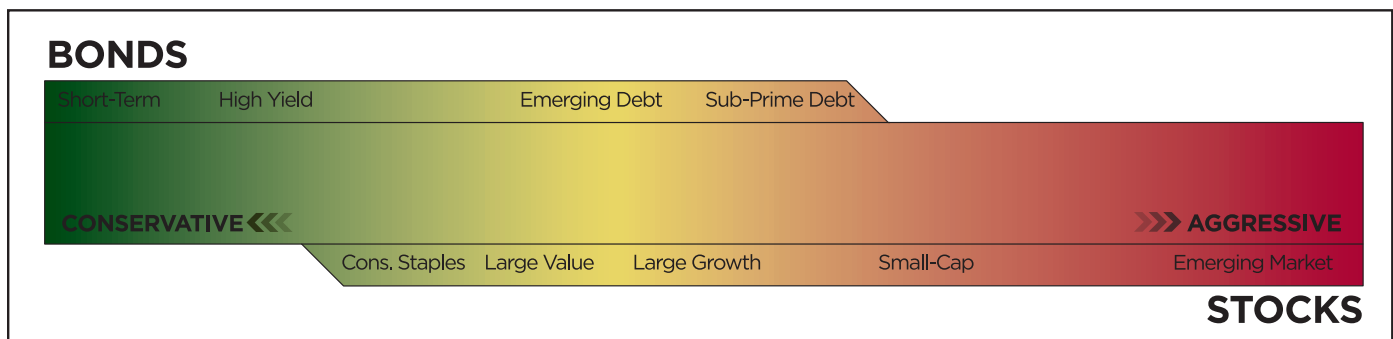 BONDS
Short-Term High Yield Emerging Debt Sub-Prime Debt
CONSERVATIVE AGGRESSIVE
Cons. Staples Large Value Large Growth Small-Cap Emerging Market
STOCKS